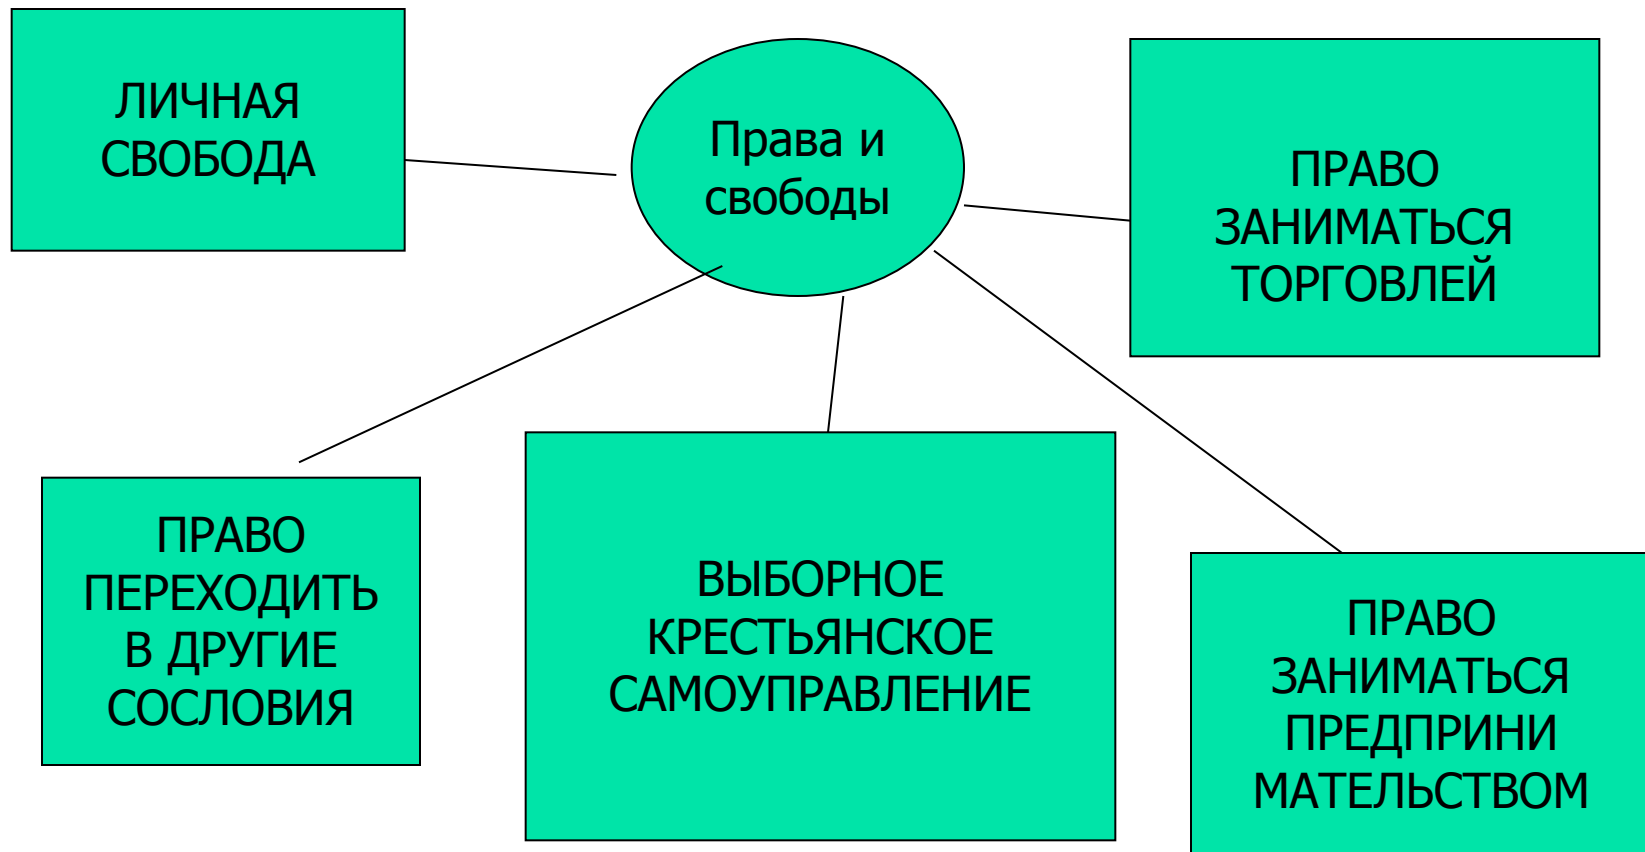 ЛИЧНАЯ
СВОБОДА
Права и
свободы
ПРАВО
ЗАНИМАТЬСЯ
ТОРГОВЛЕЙ
ПРАВО
ПЕРЕХОДИТЬ
В ДРУГИЕ
СОСЛОВИЯ
ВЫБОРНОЕ
КРЕСТЬЯНСКОЕ
САМОУПРАВЛЕНИЕ
ПРАВО
ЗАНИМАТЬСЯ
ПРЕДПРИНИ
МАТЕЛЬСТВОМ